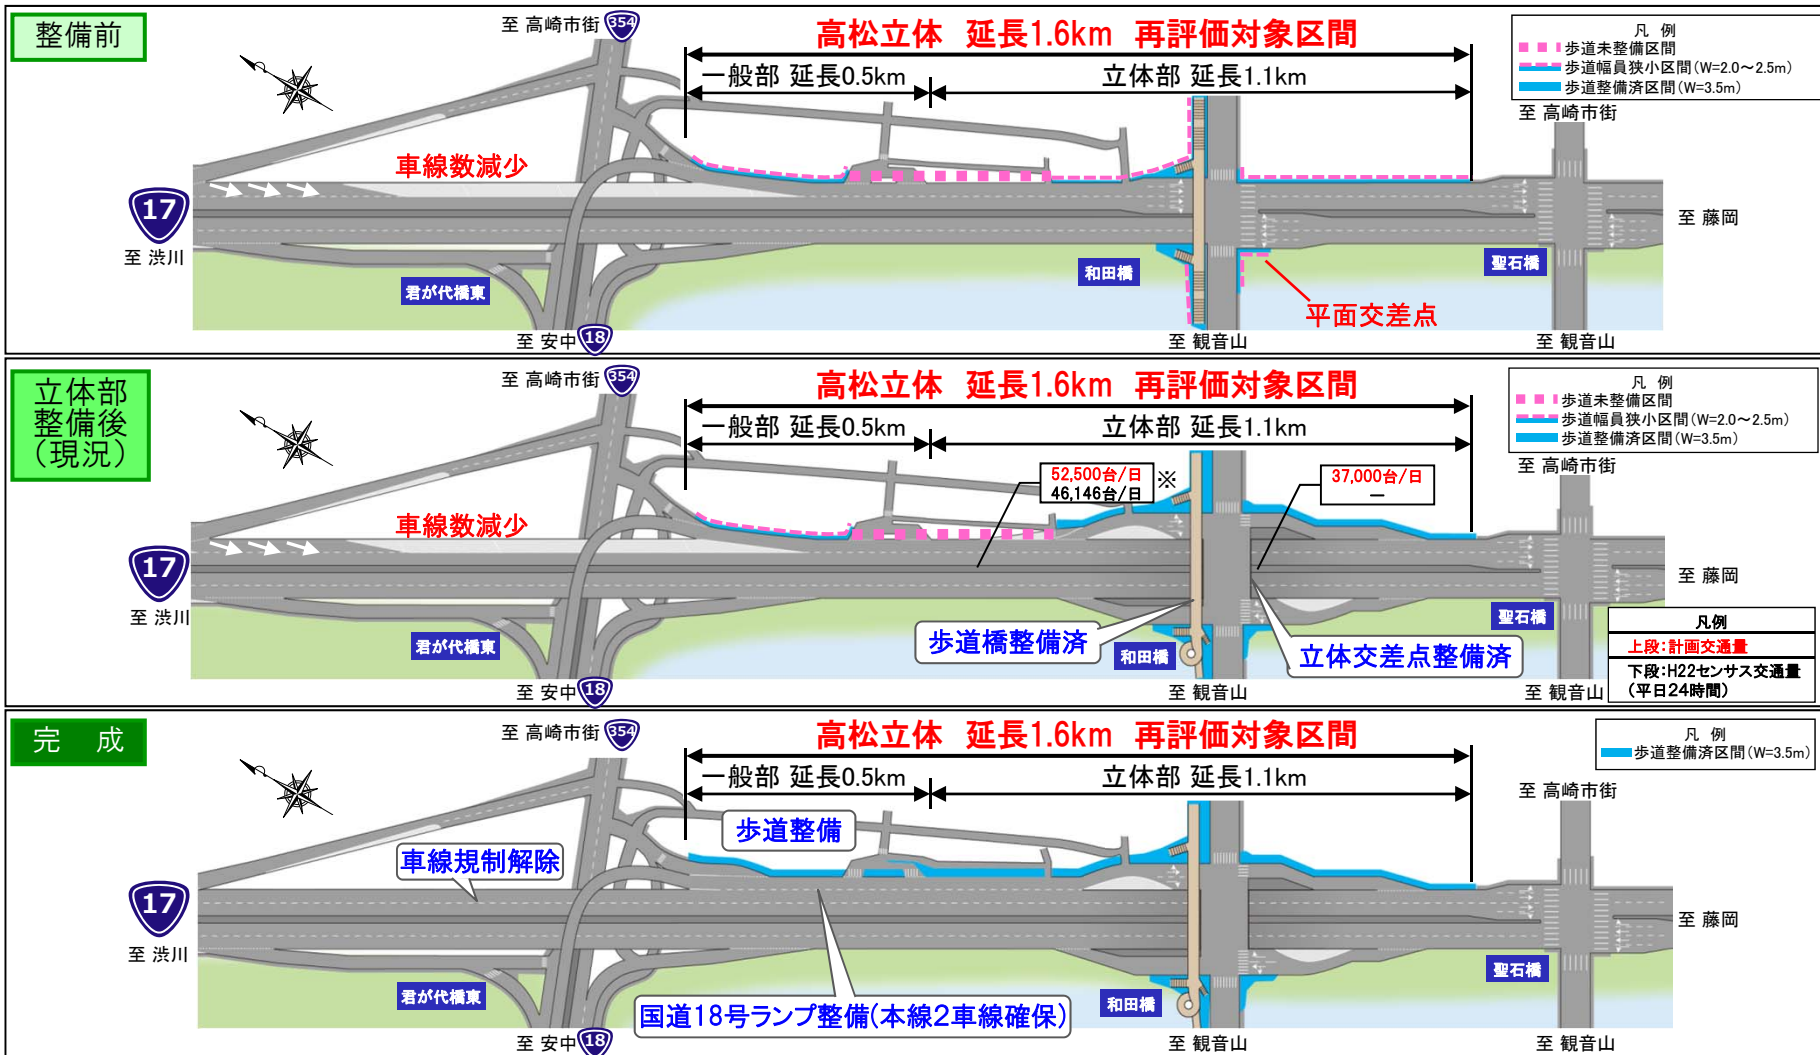 整備前
至 高崎市街
354
高松立体 延長1.6km 再評価対象区間
一般部 延長0.5km
立体部 延長1.1km
凡 例
歩道未整備区間
歩道幅員狭小区間(W=2.0～2.5m)
歩道整備済区間(W=3.5m)
至 高崎市街
車線数減少
17
至 渋川
君が代橋東
和田橋
聖石橋
至 藤岡
平面交差点
至 安中
18
至 観音山
至 観音山
立体部
整備後
(現況)
至 高崎市街
354
高松立体 延長1.6km 再評価対象区間
一般部 延長0.5km
立体部 延長1.1km
凡 例
歩道未整備区間
歩道幅員狭小区間(W=2.0～2.5m)
歩道整備済区間(W=3.5m)
至 高崎市街
52,500台/日
46,146台/日
※
37,000台/日
－
車線数減少
17
至 渋川
君が代橋東
歩道橋整備済
和田橋
立体交差点整備済
聖石橋
至 藤岡
凡例
上段:計画交通量
下段:H22センサス交通量
(平日24時間)
至 安中
18
至 観音山
至 観音山
完 成
至 高崎市街
354
高松立体 延長1.6km 再評価対象区間
一般部 延長0.5km
立体部 延長1.1km
凡 例
歩道整備済区間(W=3.5m)
至 高崎市街
歩道整備
車線規制解除
17
至 渋川
君が代橋東
国道18号ランプ整備(本線2車線確保)
和田橋
聖石橋
至 藤岡
至 安中
18
至 観音山
至 観音山